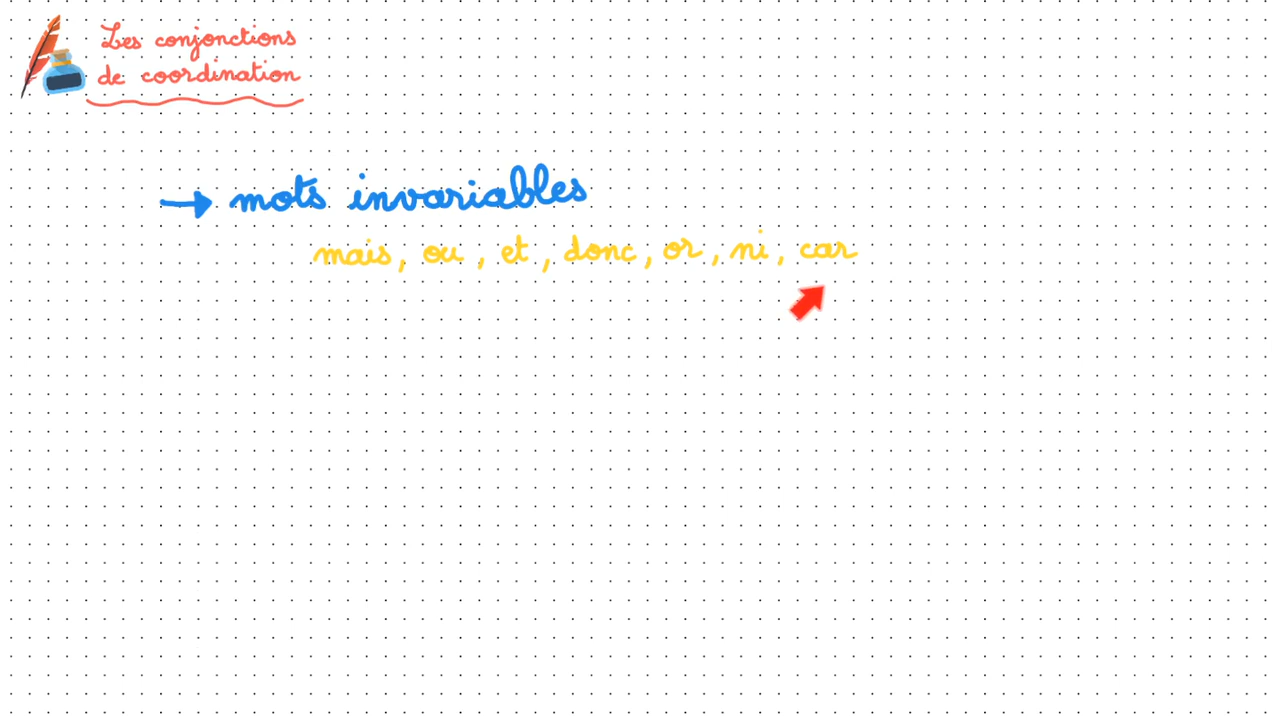 Les conjonctions
de coordination
→ mots invariables
mais, ou, et, donc, or, ni, car